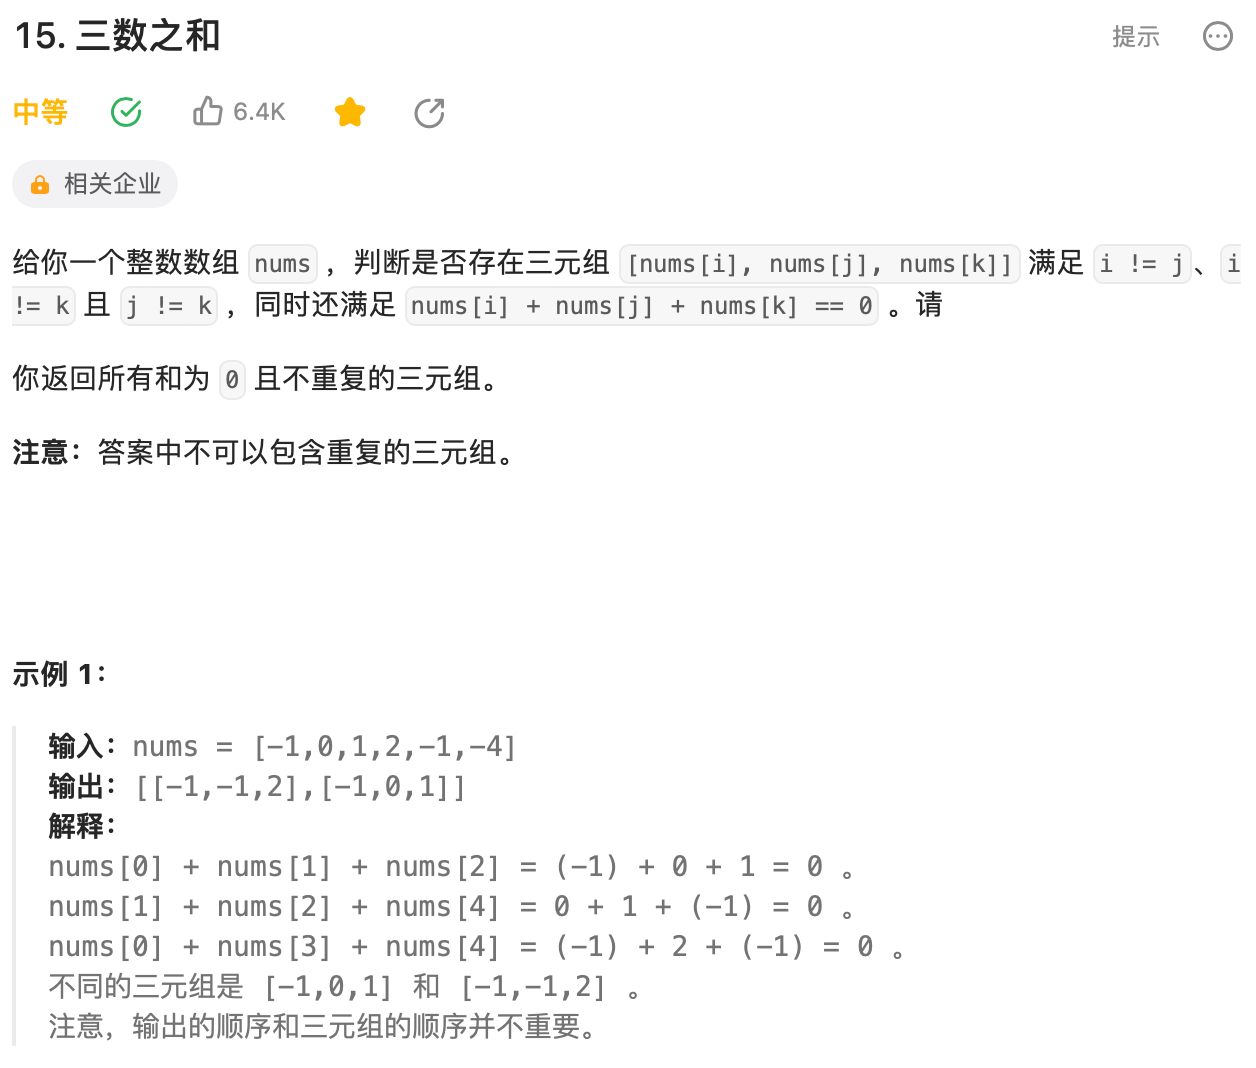 15. 三数之和
提示
中等
6.4K
相关企业
给你一个整数数组 nums ，判断是否存在三元组 [nums[i], nums[j], nums[k]] 满足 i != j、i
!= k 且 j != k ，同时还满足 nums[i] + nums[j] + nums[k] == 0 。请
你返回所有和为 0 且不重复的三元组。
注意：答案中不可以包含重复的三元组。
示例 1：
输入：nums = [-1,0,1,2,-1,-4]
输出：[[-1,-1,2],[-1,0,1]]
解释：
nums[0] + nums[1] + nums[2] = (-1) + 0 + 1 = 0 。
nums[1] + nums[2] + nums[4] = 0 + 1 + (-1) = 0 。
nums[0] + nums[3] + nums[4] = (-1) + 2 + (-1) = 0 。
不同的三元组是 [-1,0,1] 和 [-1,-1,2] 。
注意，输出的顺序和三元组的顺序并不重要。